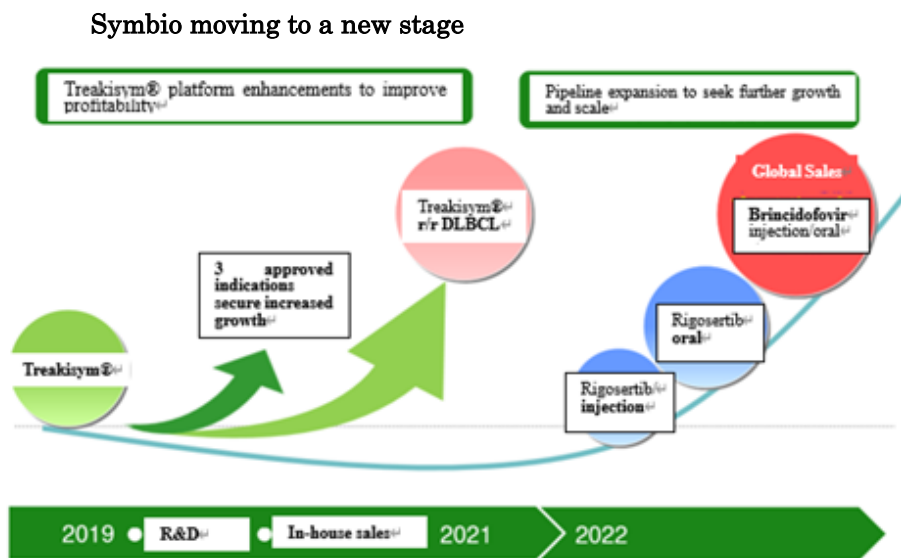 Symbio moving to a new stage
Treakisym® platform enhancements to improve
profitability↵
Pipeline expansion to seek further growth
and scale↵
Global Sales
Brincidofovir↵
injection/oral↵
Treakisym®
r/r DLBCL↵
3 approved
indications
secure increased
growth↵
Rigosertib↵
oral↵
Treakisym®↵
Rigosertib/↵
injection↵
2019 R&D↵ In-house sales↵ 2021 2022